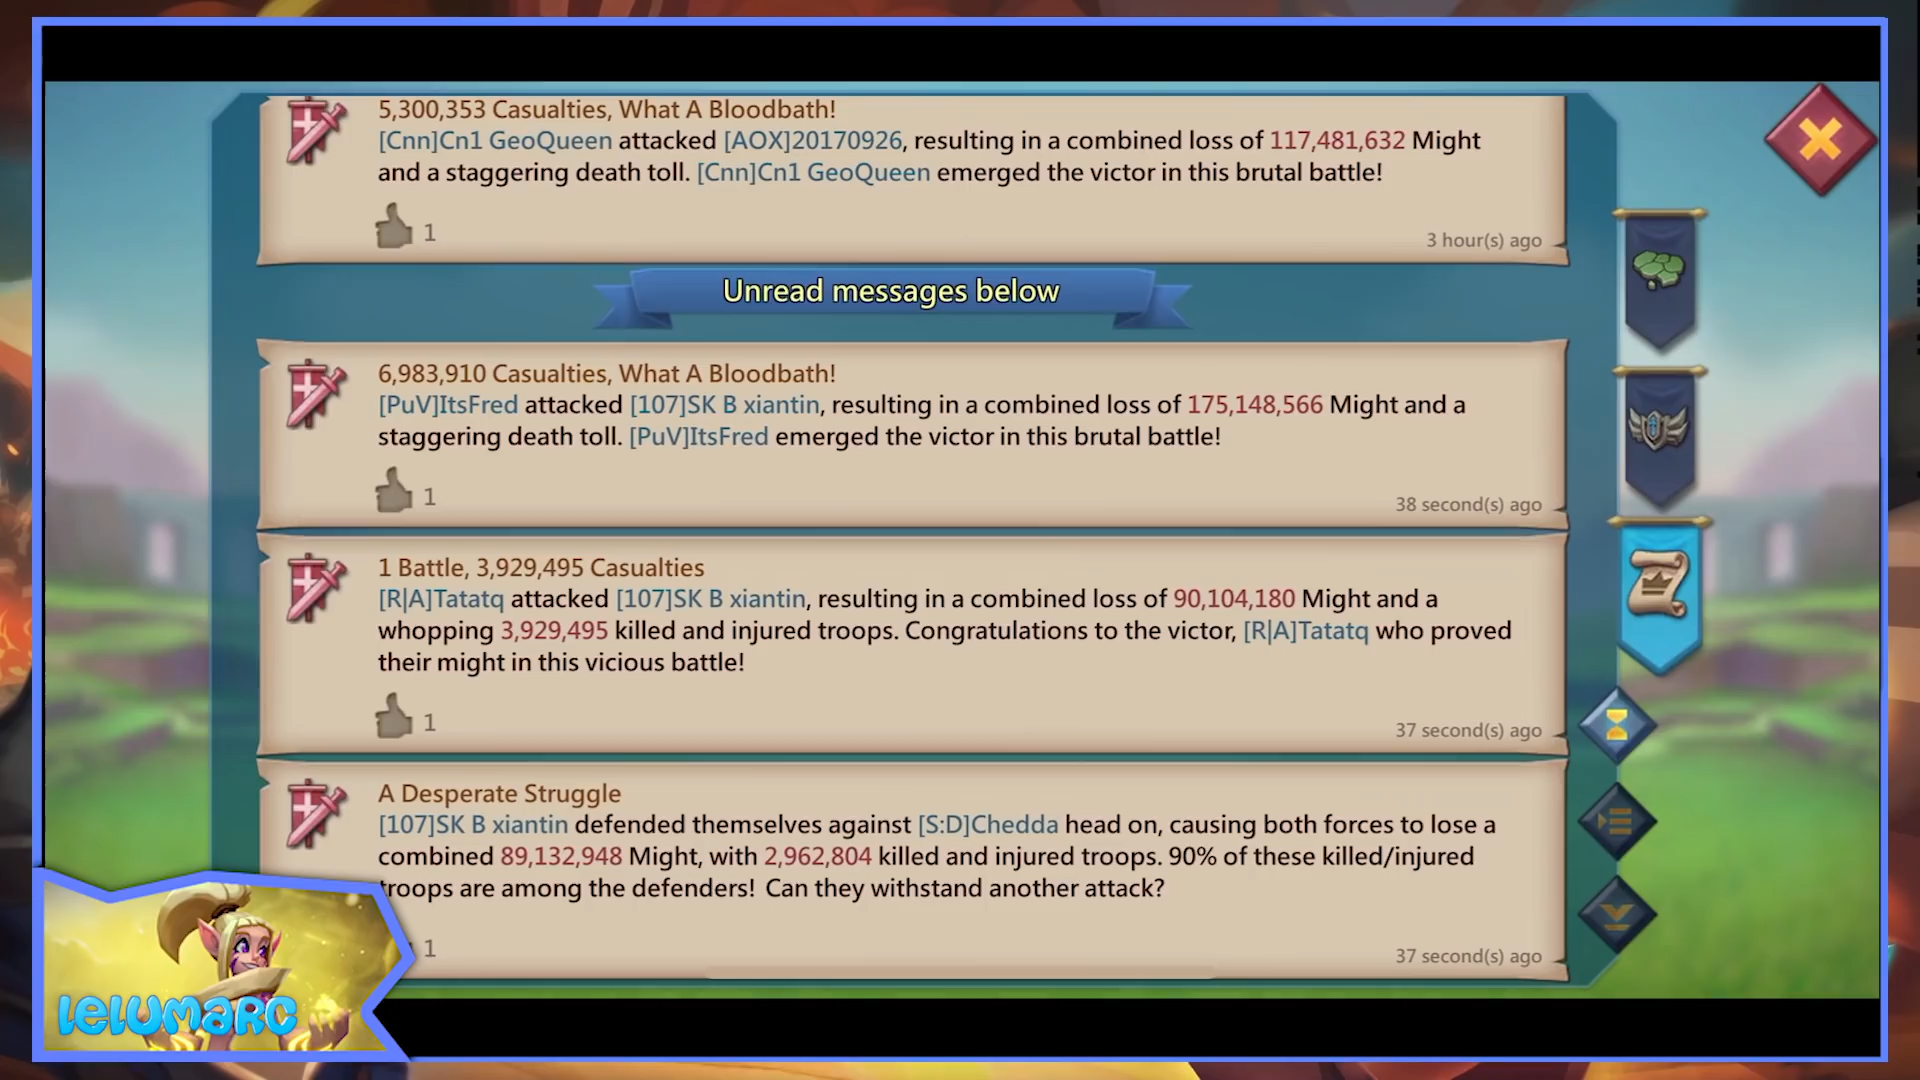 5,300,353 Casualties, What A Bloodbath!
[Cnn]Cn1 GeoQueen attacked [AOX]20170926, resulting in a combined loss of 117,481,632 Might
and a staggering death toll. [Cnn]Cn1 GeoQueen emerged the victor in this brutal battle!
1
3 hour(s) ago
Unread messages below
6,983,910 Casualties, What A Bloodbath!
[PuV]ItsFred attacked [107]SK B xiantin, resulting in a combined loss of 175,148,566 Might and a
staggering death toll. [PuV]ItsFred emerged the victor in this brutal battle!
1
38 second(s) ago
1 Battle, 3,929,495 Casualties
[R|A]Tatatq attacked [107]SK B xiantin, resulting in a combined loss of 90,104,180 Might and a
whopping 3,929,495 killed and injured troops. Congratulations to the victor, [R|A]Tatatq who proved
their might in this vicious battle!
1
37 second(s) ago
A Desperate Struggle
[107]SK B xiantin defended themselves against [S:D]Chedda head on, causing both forces to lose a
combined 89,132,948 Might, with 2,962,804 killed and injured troops. 90% of these killed/injured
troops are among the defenders! Can they withstand another attack?
1
37 second(s) ago
lelumarc